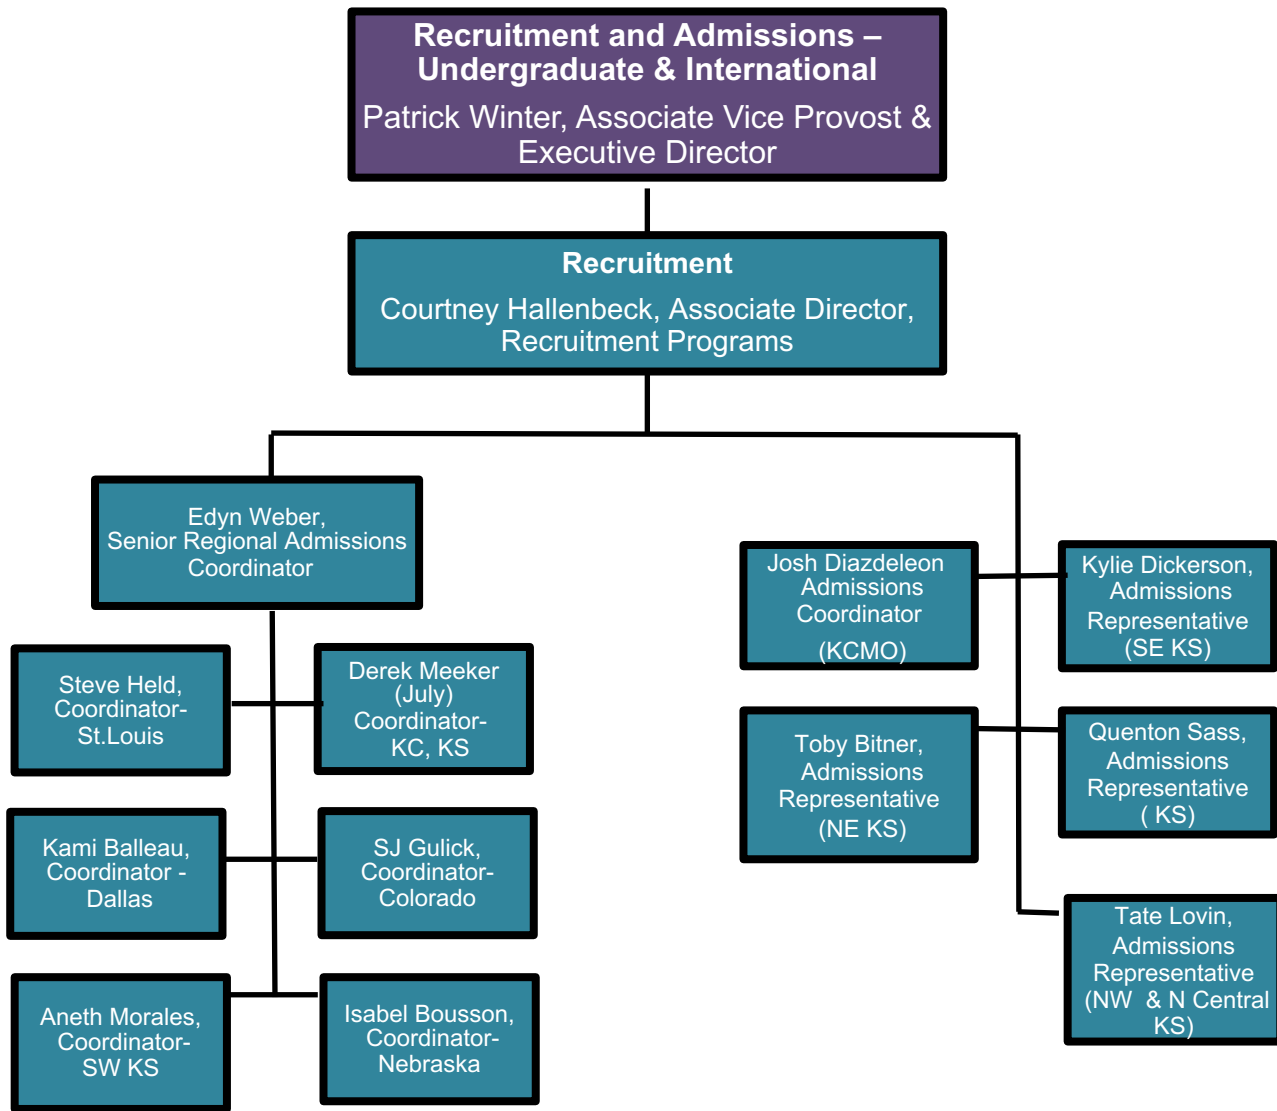 Recruitment and Admissions –
Undergraduate & International
Patrick Winter, Associate Vice Provost &
Executive Director
Recruitment
Courtney Hallenbeck, Associate Director,
Recruitment Programs
Edyn Weber,
Senior Regional Admissions
Coordinator
Steve Held,
Coordinator-
St.Louis
Derek Meeker
(July)
Coordinator-
KC, KS
Kami Balleau,
Coordinator -
Dallas
SJ Gulick,
Coordinator-
Colorado
Aneth Morales,
Coordinator-
SW KS
Isabel Bousson,
Coordinator-
Nebraska
Josh Diazdeleon
Admissions
Coordinator
(KCMO)
Kylie Dickerson,
Admissions
Representative
(SE KS)
Toby Bitner,
Admissions
Representative
(NE KS)
Quenton Sass,
Admissions
Representative
( KS)
Tate Lovin,
Admissions
Representative
(NW & N Central
KS)